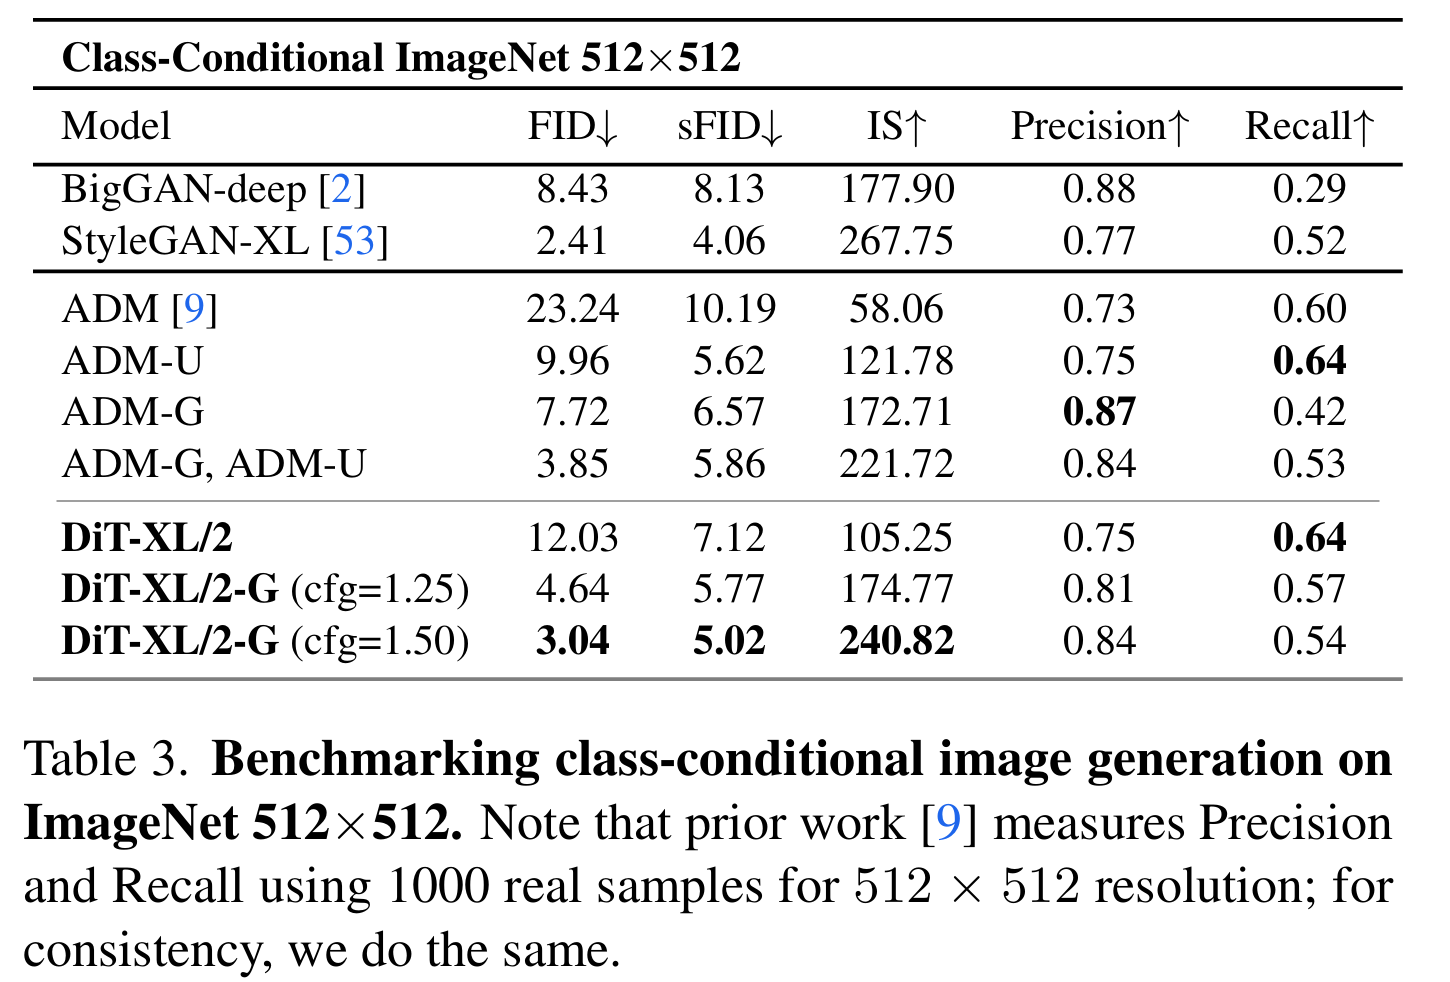 Class-Conditional ImageNet 512×512
Model FID↓ sFID↓ IS↑ Precision↑ Recall↑
BigGAN-deep [2] 8.43 8.13 177.90 0.88 0.29
StyleGAN-XL [53] 2.41 4.06 267.75 0.77 0.52
ADM [9] 23.24 10.19 58.06 0.73 0.60
ADM-U 9.96 5.62 121.78 0.75 0.64
ADM-G 7.72 6.57 172.71 0.87 0.42
ADM-G, ADM-U 3.85 5.86 221.72 0.84 0.53
DiT-XL/2 12.03 7.12 105.25 0.75 0.64
DiT-XL/2-G (cfg=1.25) 4.64 5.77 174.77 0.81 0.57
DiT-XL/2-G (cfg=1.50) 3.04 5.02 240.82 0.84 0.54
Table 3. Benchmarking class-conditional image generation on
ImageNet 512×512. Note that prior work [9] measures Precision
and Recall using 1000 real samples for 512 × 512 resolution; for
consistency, we do the same.